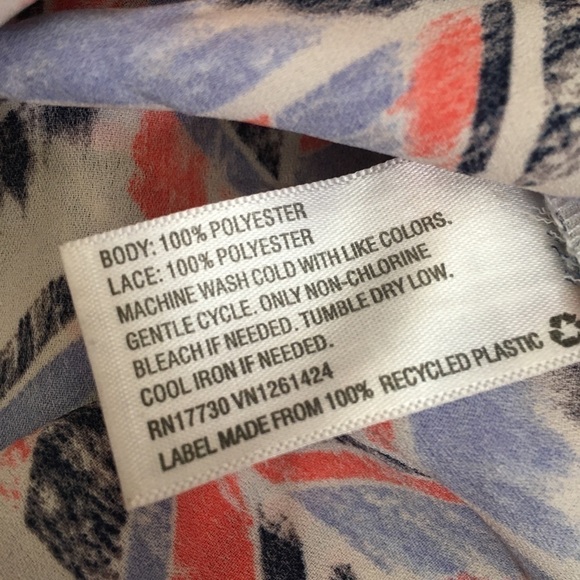 BODY: 100% POLYESTER
LACE: 100% POLYESTER
MACHINE WASH COLD WITH LIKE COLORS.
GENTLE CYCLE. ONLY NON-CHLORINE
BLEACH IF NEEDED. TUMBLE DRY LOW.
COOL IRON IF NEEDED.
RN17730 VN1261424
LABEL MADE FROM 100% RECYCLED PLASTIC